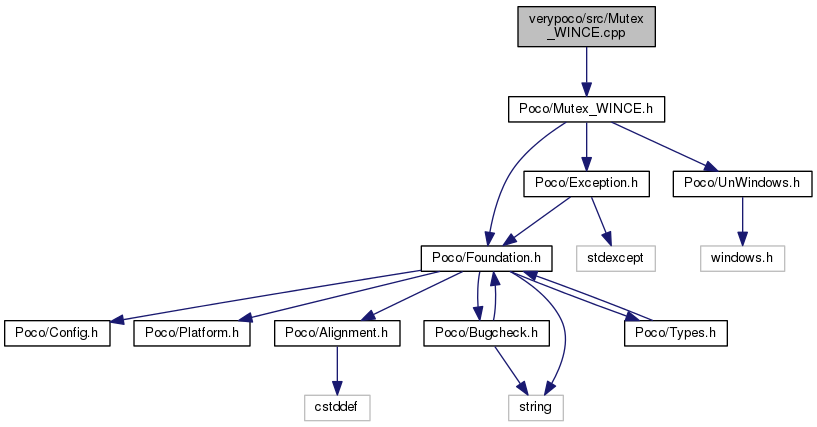 verypoco/src/Mutex
_WINCE.cpp
Poco/Mutex_WINCE.h
Poco/Exception.h
Poco/UnWindows.h
Poco/Foundation.h
stdexcept
windows.h
Poco/Config.h
Poco/Platform.h
Poco/Alignment.h
Poco/Bugcheck.h
Poco/Types.h
cstddef
string